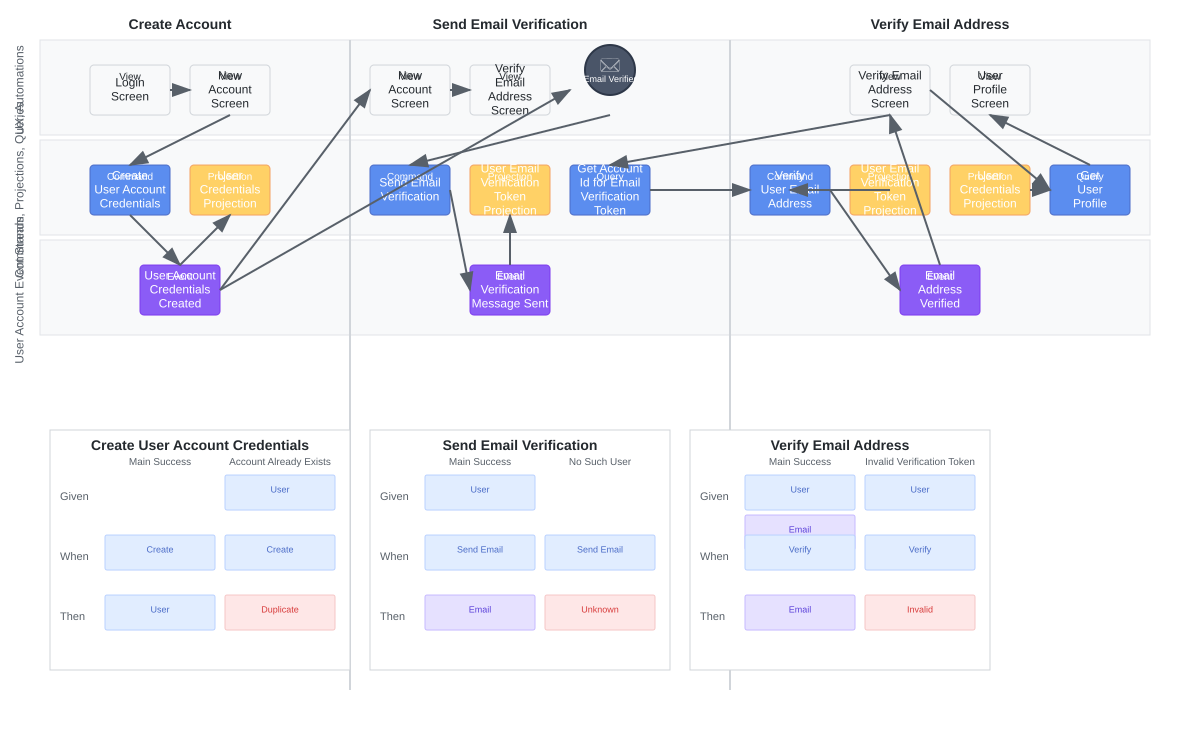 Create Account
Send Email Verification
Verify Email Address
UX, Automations
Commands, Projections, Queries
User Account Event Stream
View
Login
Screen
View
New
Account
Screen
View
New
Account
Screen
View
Verify
Email
Address
Screen
Email Verifie
View
Verify Email
Address
Screen
View
User
Profile
Screen
Command
Create
User Account
Credentials
Projection
User
Credentials
Projection
Command
Send Email
Verification
Projection
User Email
Verification
Token
Projection
Query
Get Account
Id for Email
Verification
Token
Command
Verify
User Email
Address
Projection
User Email
Verification
Token
Projection
Projection
User
Credentials
Projection
Query
Get
User
Profile
Event
User Account
Credentials
Created
Event
Email
Verification
Message Sent
Event
Email
Address
Verified
Create User Account Credentials
Main Success
Account Already Exists
Given
User
When
Create
Create
Then
User
Duplicate
Send Email Verification
Main Success
No Such User
Given
User
When
Send Email
Send Email
Then
Email
Unknown
Verify Email Address
Main Success
Invalid Verification Token
Given
User
User
Email
When
Verify
Verify
Then
Email
Invalid